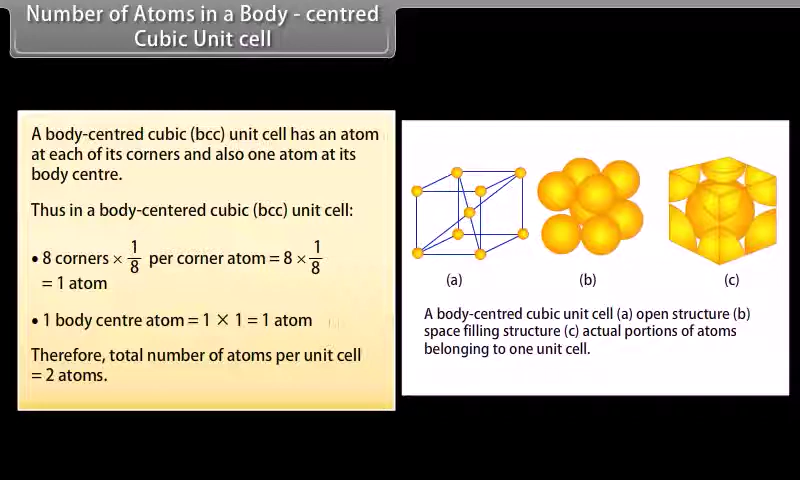 Number of Atoms in a Body - centred
Cubic Unit cell
A body-centred cubic (bcc) unit cell has an atom
at each of its corners and also one atom at its
body centre.
Thus in a body-centered cubic (bcc) unit cell:
• 8 corners × 1/8 per corner atom = 8 × 1/8
= 1 atom
• 1 body centre atom = 1 × 1 = 1 atom
Therefore, total number of atoms per unit cell
= 2 atoms.
(a) (b) (c)
A body-centred cubic unit cell (a) open structure (b)
space filling structure (c) actual portions of atoms
belonging to one unit cell.